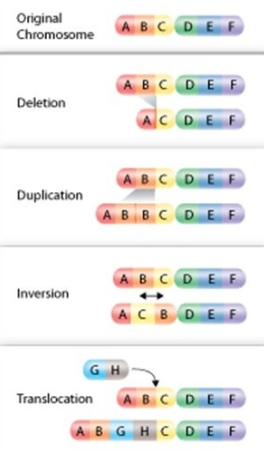 Original
Chromosome
A B C D E F
Deletion
A B C D E F
A C D E F
Duplication
A B C D E F
A B B C D E F
Inversion
A B C D E F
A C B D E F
Translocation
G H
A B C D E F
A B G H C D E F